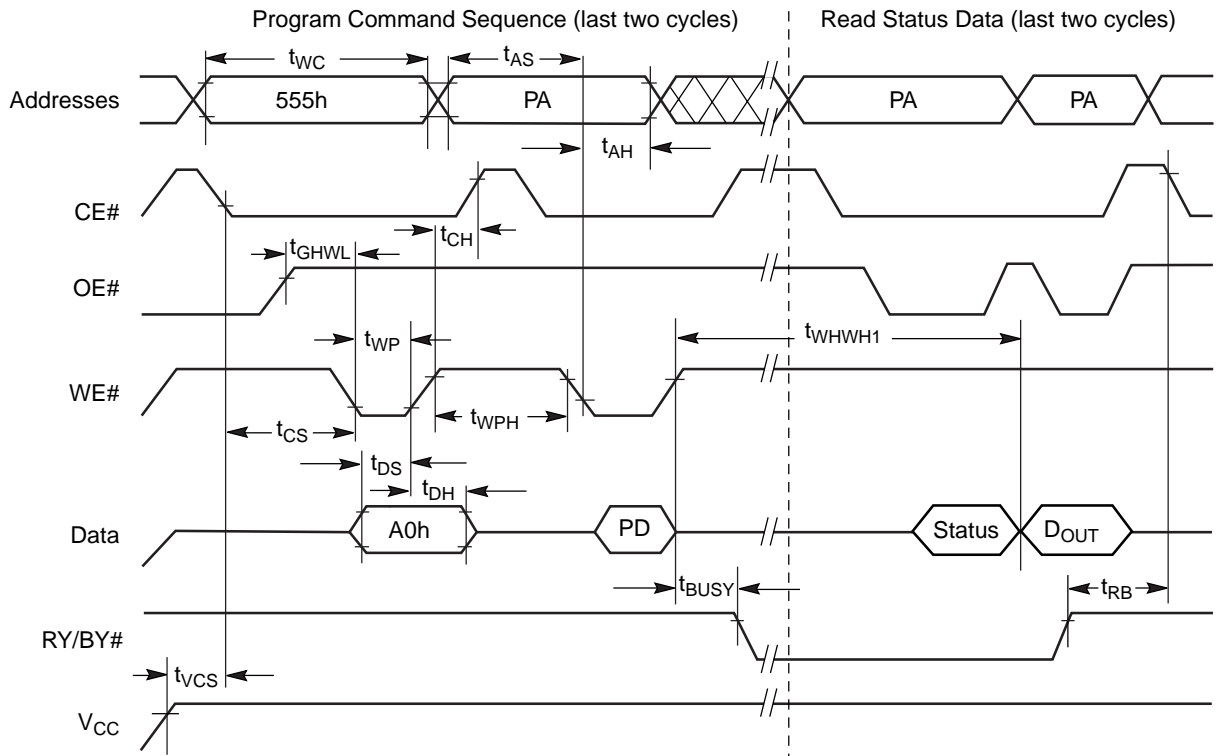 Program Command Sequence (last two cycles)
Read Status Data (last two cycles)
tWC
tAS
Addresses
555h
PA
PA
PA
tAH
CE#
tCH
tGHWL
OE#
tWP
tWHWH1
WE#
tWPH
tCS
tDS
tDH
Data
A0h
PD
Status
DOUT
tBUSY
tRB
RY/BY#
tVCS
VCC